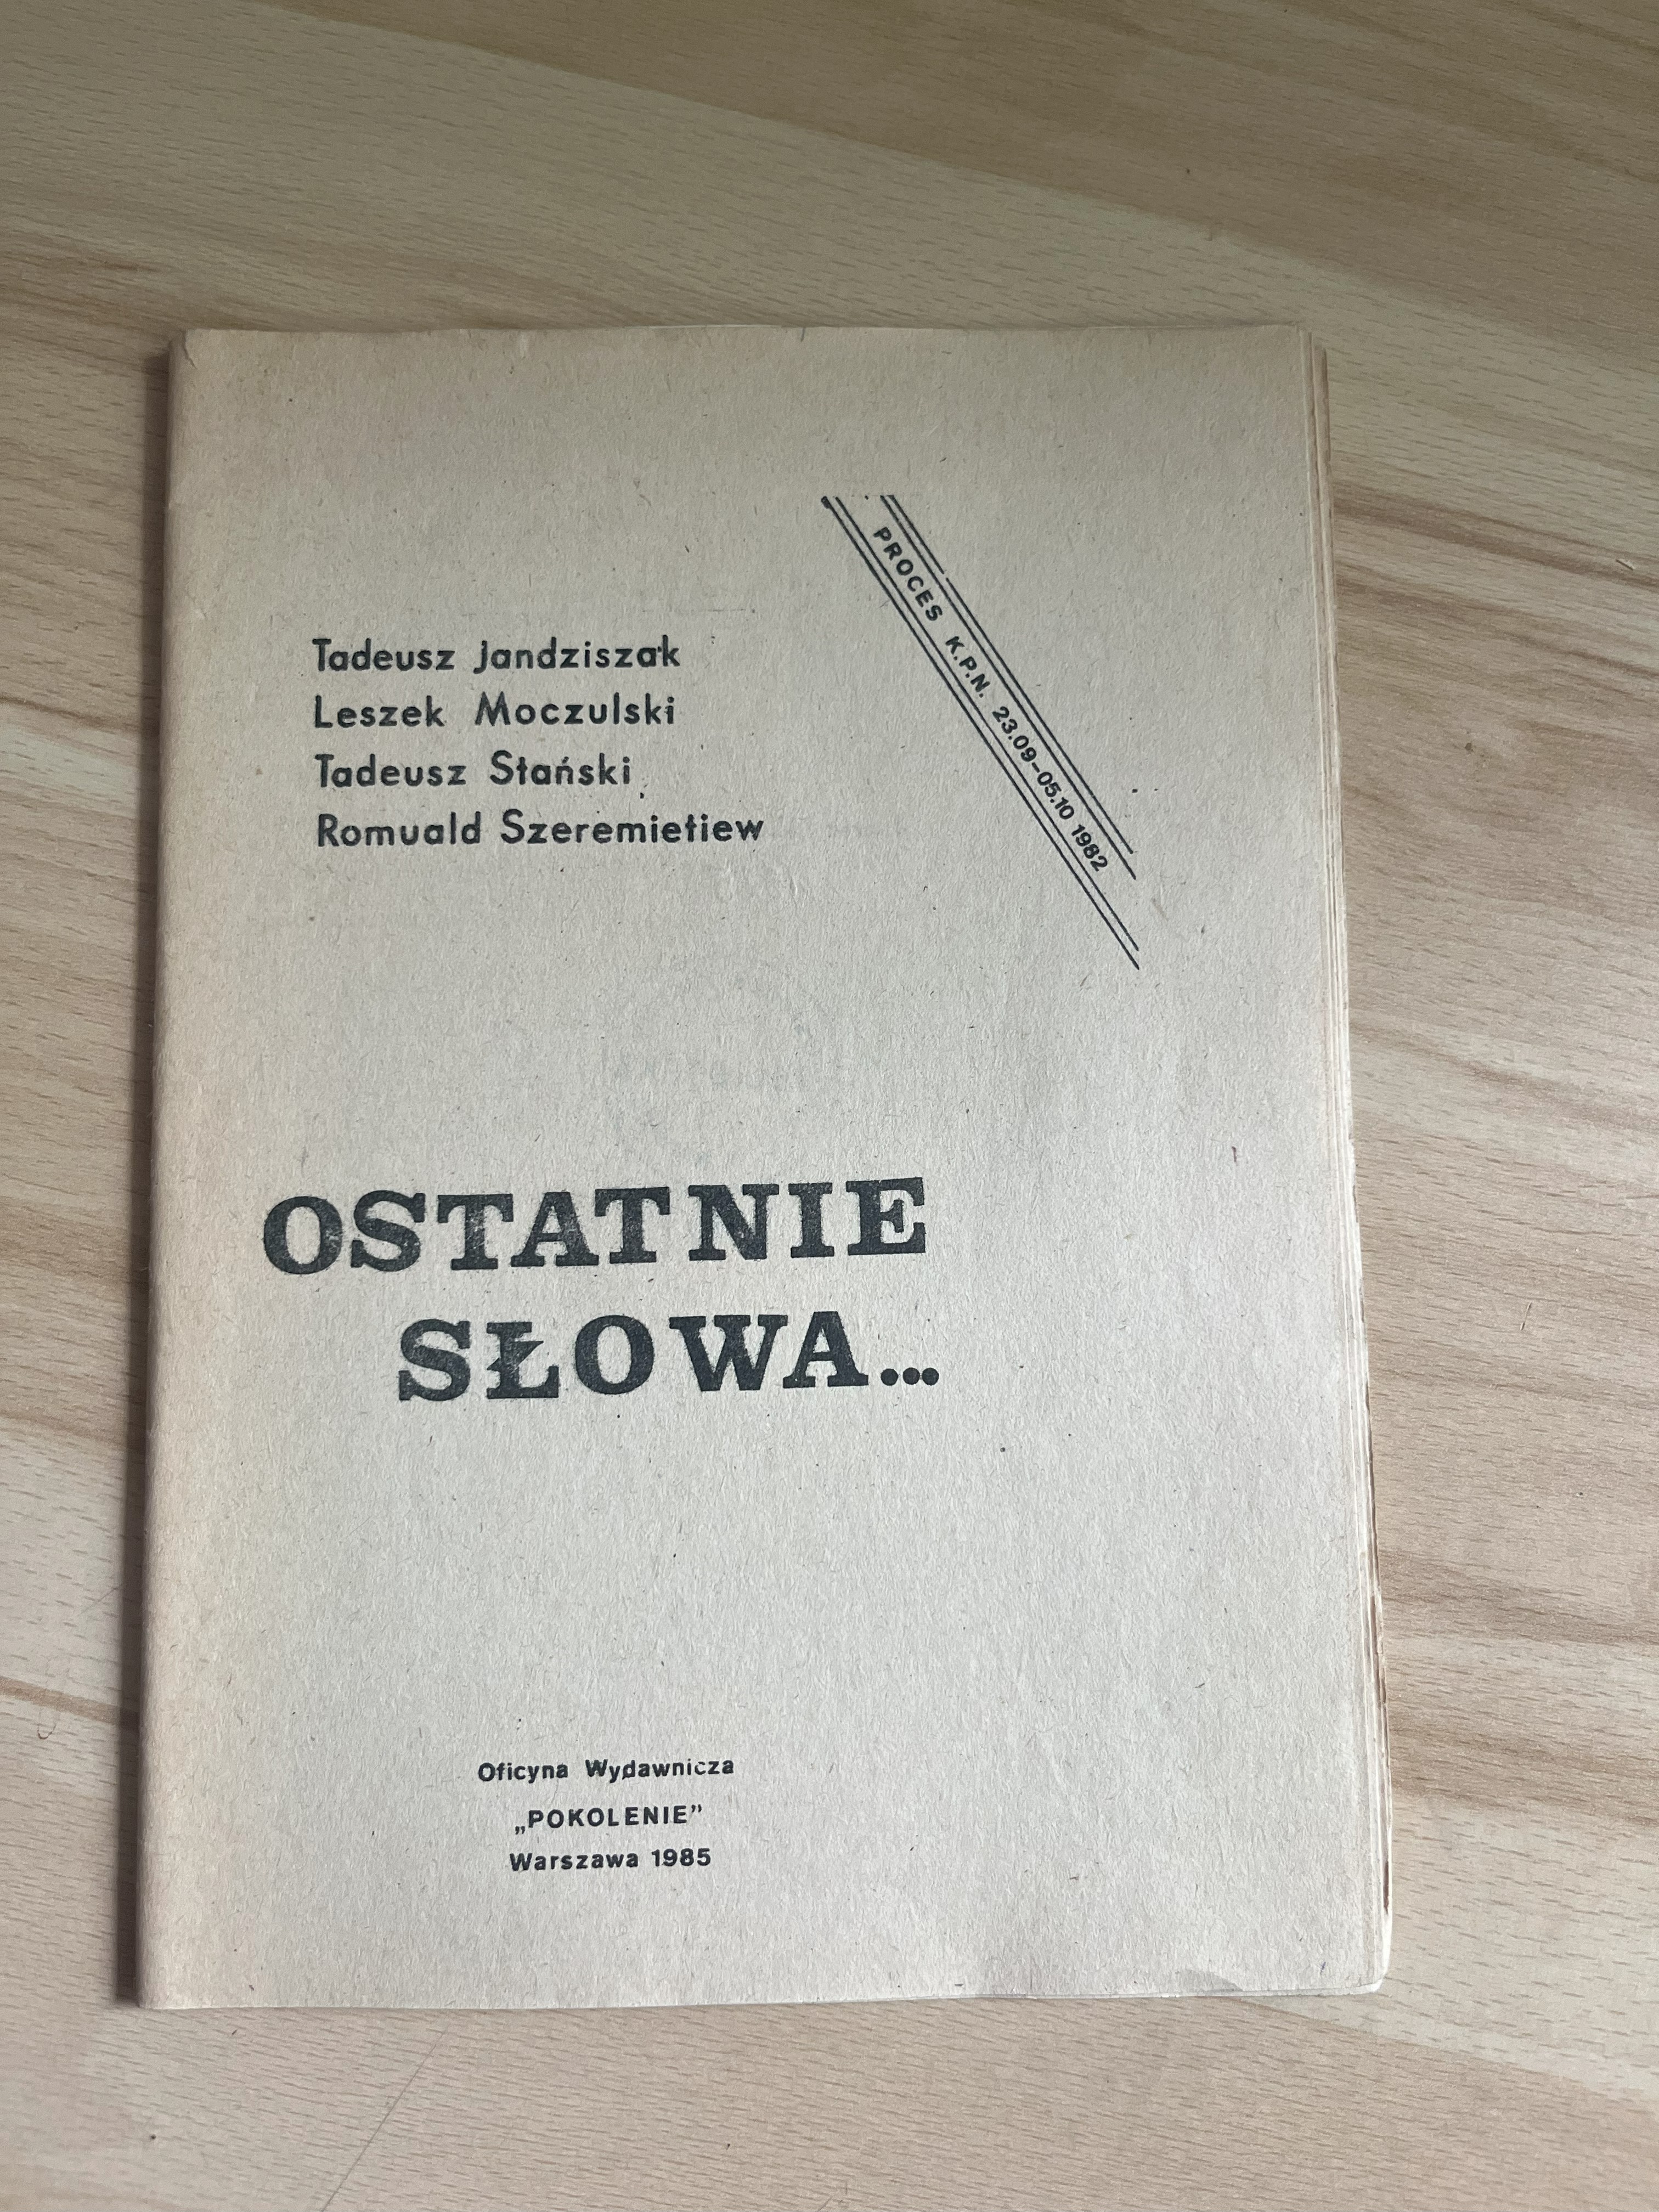 PROCES K.P.N. 23.09-05.10 1982
Tadeusz Jandziszak
Leszek Moczulski
Tadeusz Stański
Romuald Szeremietiew
OSTATNIE
SŁOWA...
Oficyna Wydawnicza
„POKOLENIE”
Warszawa 1985